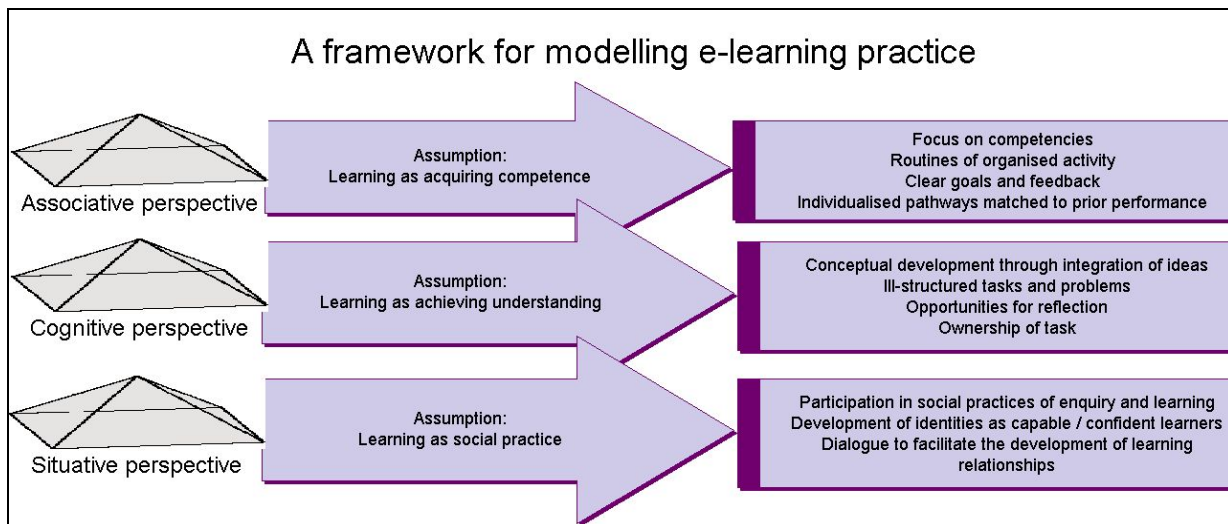 A framework for modelling e-learning practice
Associative perspective
Assumption:
Learning as acquiring competence
Focus on competencies
Routines of organised activity
Clear goals and feedback
Individualised pathways matched to prior performance
Cognitive perspective
Assumption:
Learning as achieving understanding
Conceptual development through integration of ideas
Ill-structured tasks and problems
Opportunities for reflection
Ownership of task
Situative perspective
Assumption:
Learning as social practice
Participation in social practices of enquiry and learning
Development of identities as capable / confident learners
Dialogue to facilitate the development of learning
relationships